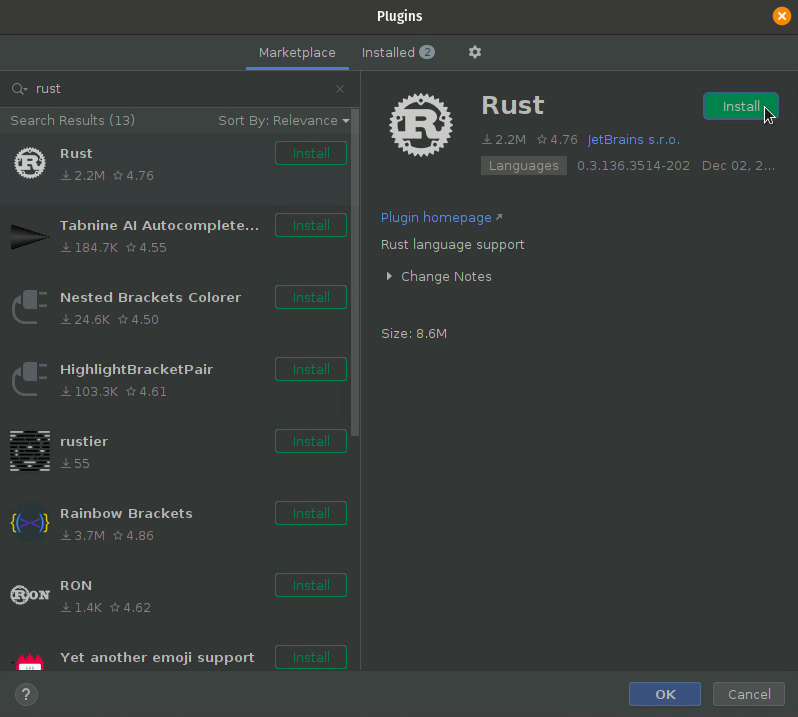 Plugins
Marketplace
Installed 2
rust
Search Results (13)
Sort By: Relevance
Rust
Install
2.2M 4.76
Tabnine AI Autocomplete...
Install
184.7K 4.55
Nested Brackets Colorer
Install
24.6K 4.50
HighlightBracketPair
Install
103.3K 4.61
rustier
Install
55
Rainbow Brackets
Install
3.7M 4.86
RON
RON
Install
1.4K 4.62
Yet another emoji support
Install
R
Rust
Install
2.2M 4.76 JetBrains s.r.o.
Languages 0.3.136.3514-202 Dec 02, 2...
Plugin homepage
Rust language support
Change Notes
Size: 8.6M
?
OK
Cancel